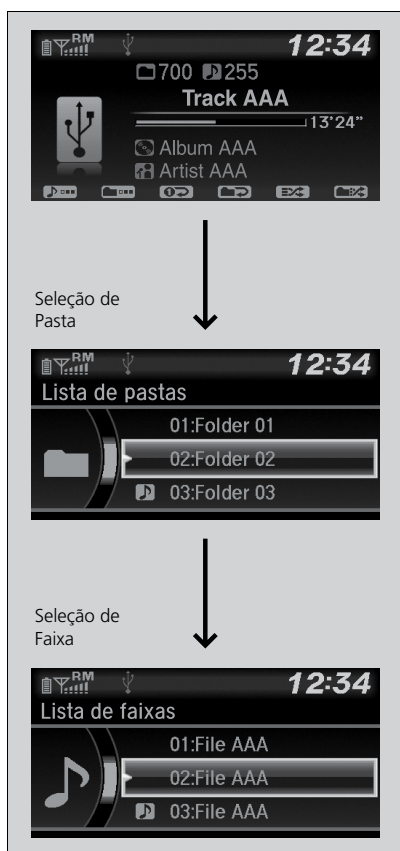 RM 12:34
700 255
Track AAA
13'24"
Album AAA
Artist AAA
1
Seleção de
Pasta
RM 12:34
Lista de pastas
01:Folder 01
02:Folder 02
03:Folder 03
Seleção de
Faixa
RM 12:34
Lista de faixas
01:File AAA
02:File AAA
03:File AAA